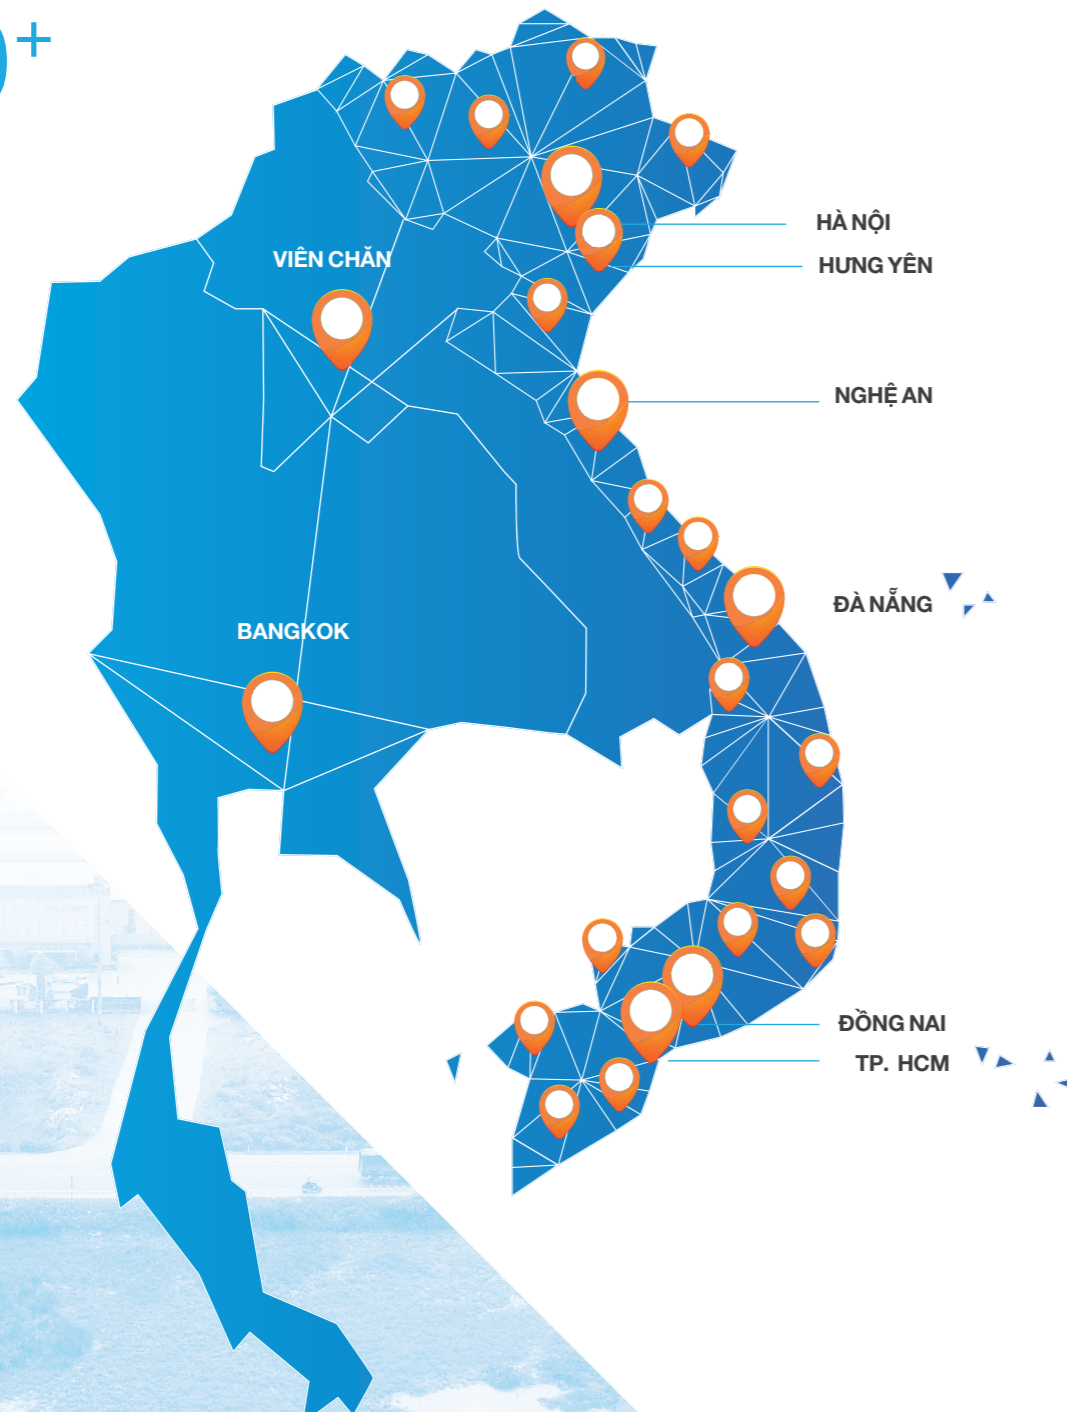 +
HÀ NỘI
VIÊN CHĂN
HƯNG YÊN
NGHỆ AN
ĐÀ NẴNG
BANGKOK
ĐỒNG NAI
TP. HCM